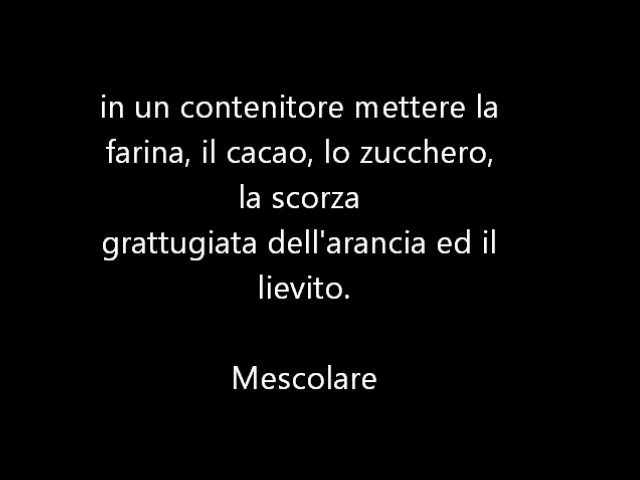 in un contenitore mettere la
farina, il cacao, lo zucchero,
la scorza
grattugiata dell'arancia ed il
lievito.
Mescolare